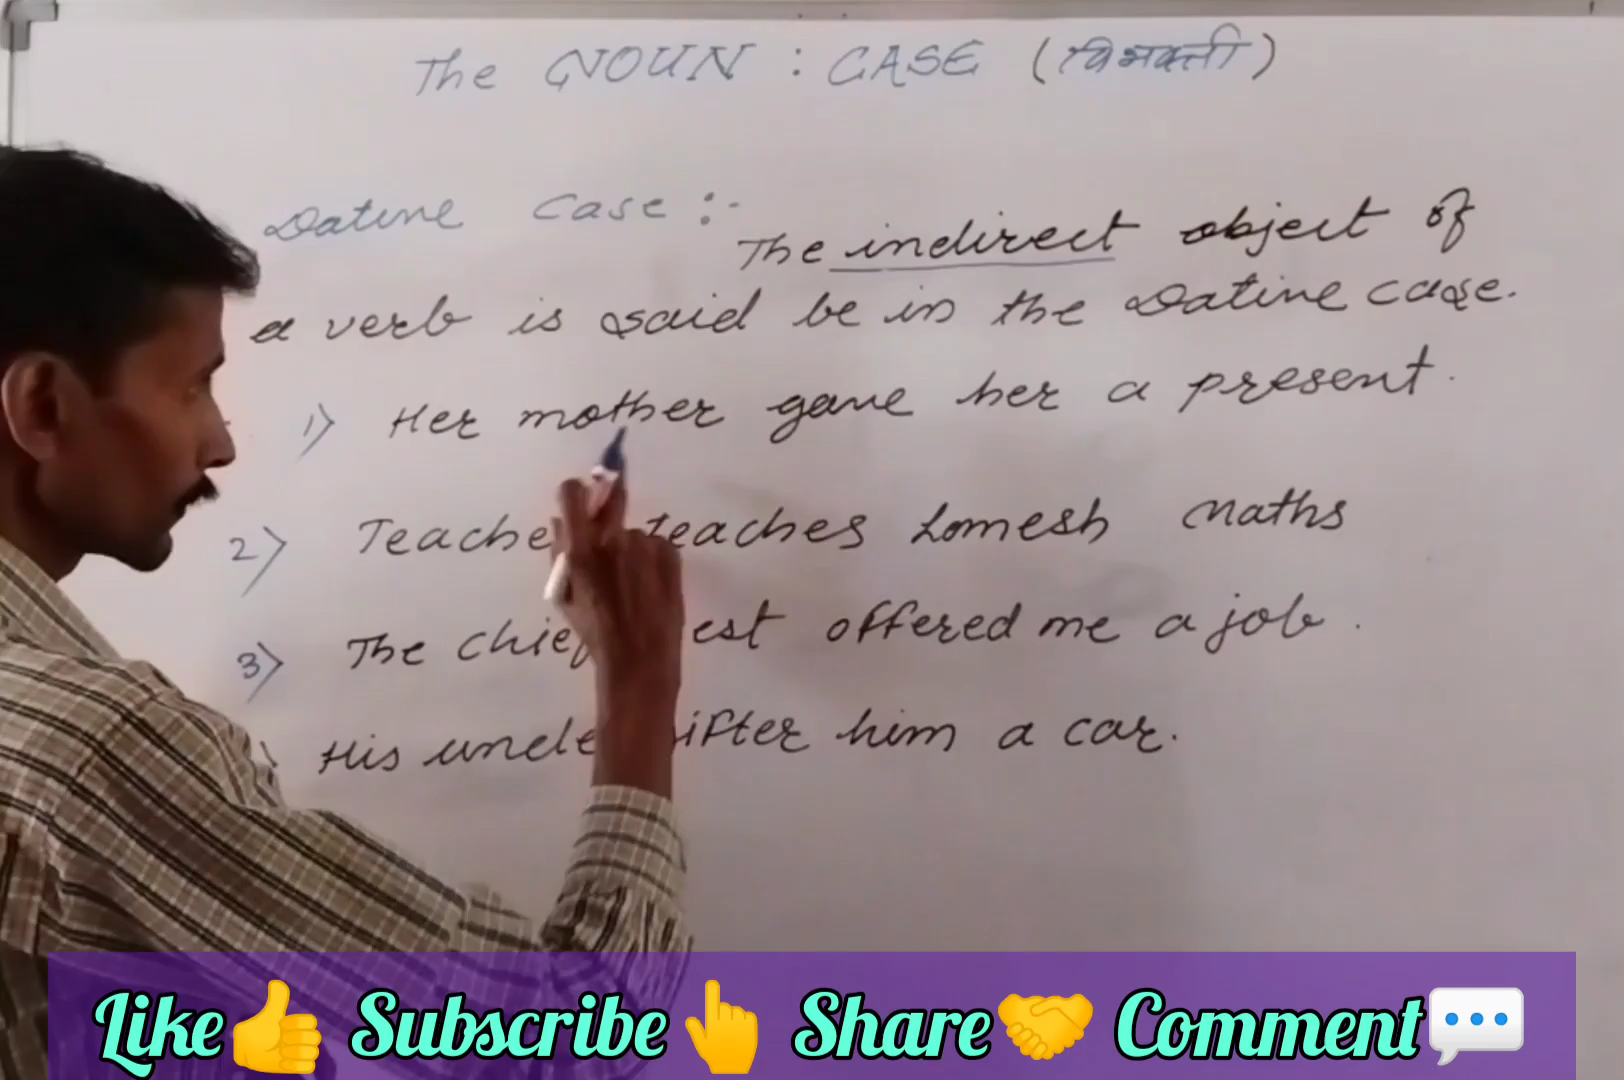 The NOUN : CASE (विभक्ती)
Dative Case :-
The indirect object of
a verb is said be in the Dative case.
1) Her mother gave her a present.
2) Teache teaches Lomesh Maths
3) The chief est offered me a job.
His uncle gifter him a car.
Like👍 Subscribe👆 Share🤝 Comment💬